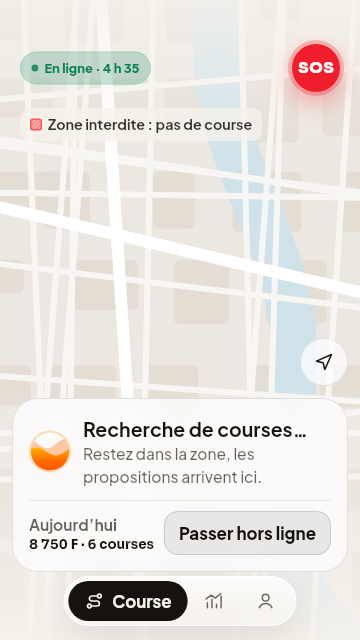 En ligne · 4 h 35
SOS
Zone interdite : pas de course
Recherche de courses…
Restez dans la zone, les
propositions arrivent ici.
Aujourd’hui
8 750 F · 6 courses
Passer hors ligne
Course